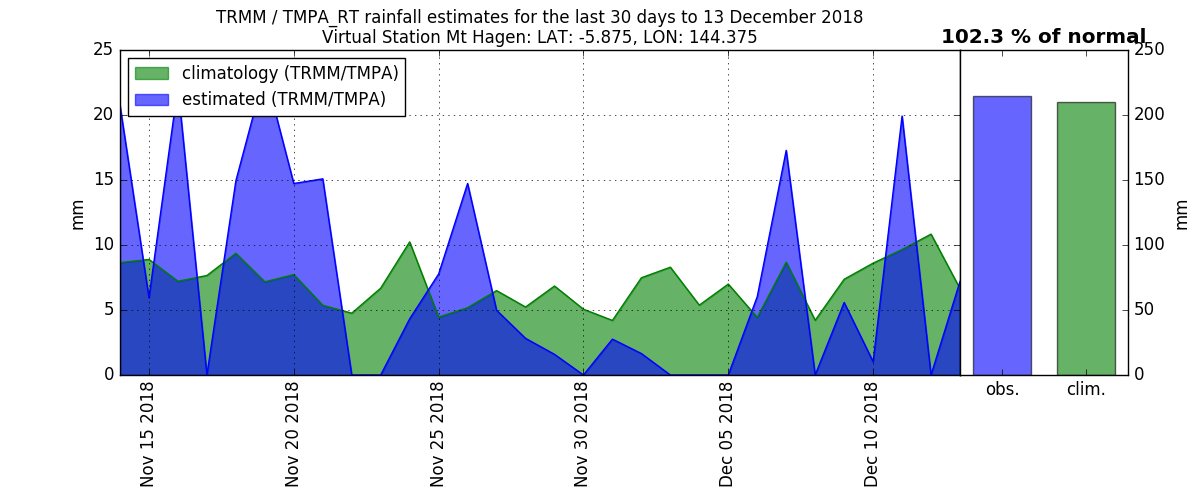 TRMM / TMPA_RT rainfall estimates for the last 30 days to 13 December 2018
Virtual Station Mt Hagen: LAT: -5.875, LON: 144.375
102.3 % of normal
climatology (TRMM/TMPA)
estimated (TRMM/TMPA)
25
20
15
10
5
0
mm
250
200
150
100
50
0
mm
Nov 15 2018
Nov 20 2018
Nov 25 2018
Nov 30 2018
Dec 05 2018
Dec 10 2018
obs.
clim.